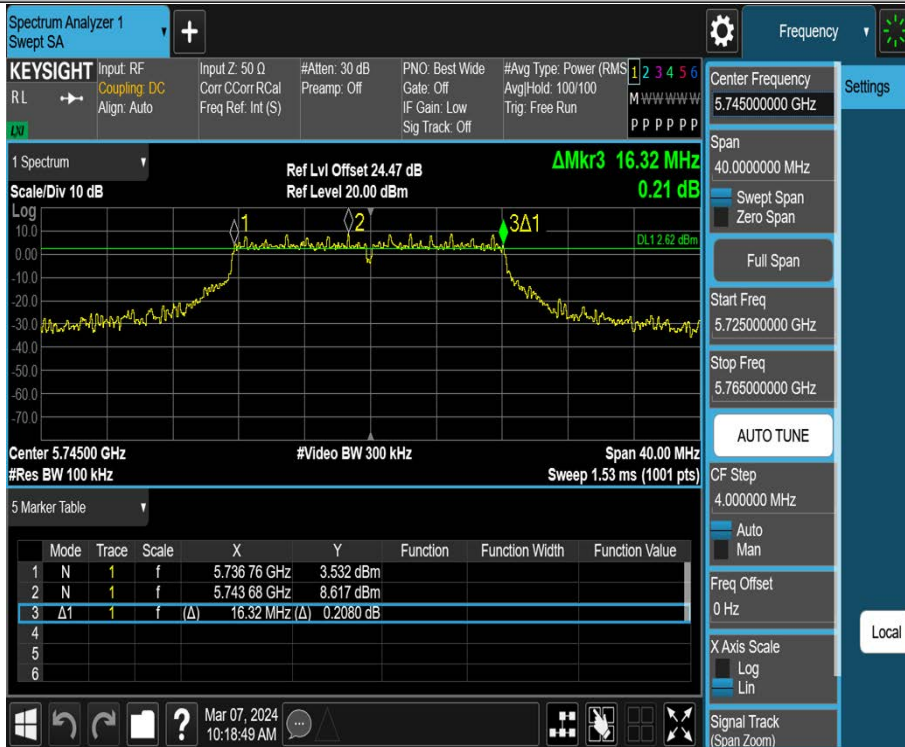 Spectrum Analyzer 1
Swept SA
+
Frequency
KEYSIGHT
RL
LXI
Input: RF
Coupling: DC
Align: Auto
Input Z: 50 Ω
Corr CCorr RCal
Freq Ref: Int (S)
#Atten: 30 dB
Preamp: Off
PNO: Best Wide
Gate: Off
IF Gain: Low
Sig Track: Off
#Avg Type: Power (RMS
Avg|Hold: 100/100
Trig: Free Run
1 2 3 4 5 6
M W W W W W
P P P P P P
1 Spectrum
Scale/Div 10 dB
Ref Lvl Offset 24.47 dB
Ref Level 20.00 dBm
ΔMkr3 16.32 MHz
0.21 dB
Log
10.0
0.00
-10.0
-20.0
-30.0
-40.0
-50.0
-60.0
-70.0
1
2
3Δ1
DL1 2.62 dBm
Center 5.74500 GHz
#Res BW 100 kHz
#Video BW 300 kHz
Span 40.00 MHz
Sweep 1.53 ms (1001 pts)
5 Marker Table
Mode Trace Scale X Y Function Function Width Function Value
1 N 1 f 5.736 76 GHz 3.532 dBm
2 N 1 f 5.743 68 GHz 8.617 dBm
3 Δ1 1 f (Δ) 16.32 MHz (Δ) 0.2080 dB
4
5
6
?
Mar 07, 2024
10:18:49 AM
Center Frequency
5.745000000 GHz
Span
40.0000000 MHz
Swept Span
Zero Span
Full Span
Start Freq
5.725000000 GHz
Stop Freq
5.765000000 GHz
AUTO TUNE
CF Step
4.000000 MHz
Auto
Man
Freq Offset
0 Hz
X Axis Scale
Log
Lin
Signal Track
(Span Zoom)
Settings
Local